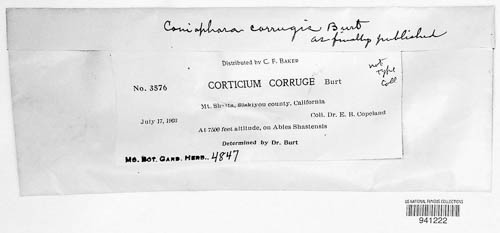 Coniophora corrugis Burt
as finally published
Distributed by C. F. BAKER
No. 3576
CORTICIUM CORRUGE Burt
not
type
Coll
Mt. Shasta, Siskiyou county, California
July 17, 1903
Coll. Dr. E. B. Copeland
At 7500 feet altitude, on Abies Shastensis
Determined by Dr. Burt
MO. BOT. GARD. HERB.. 4847
US NATIONAL FUNGUS COLLECTIONS
941222